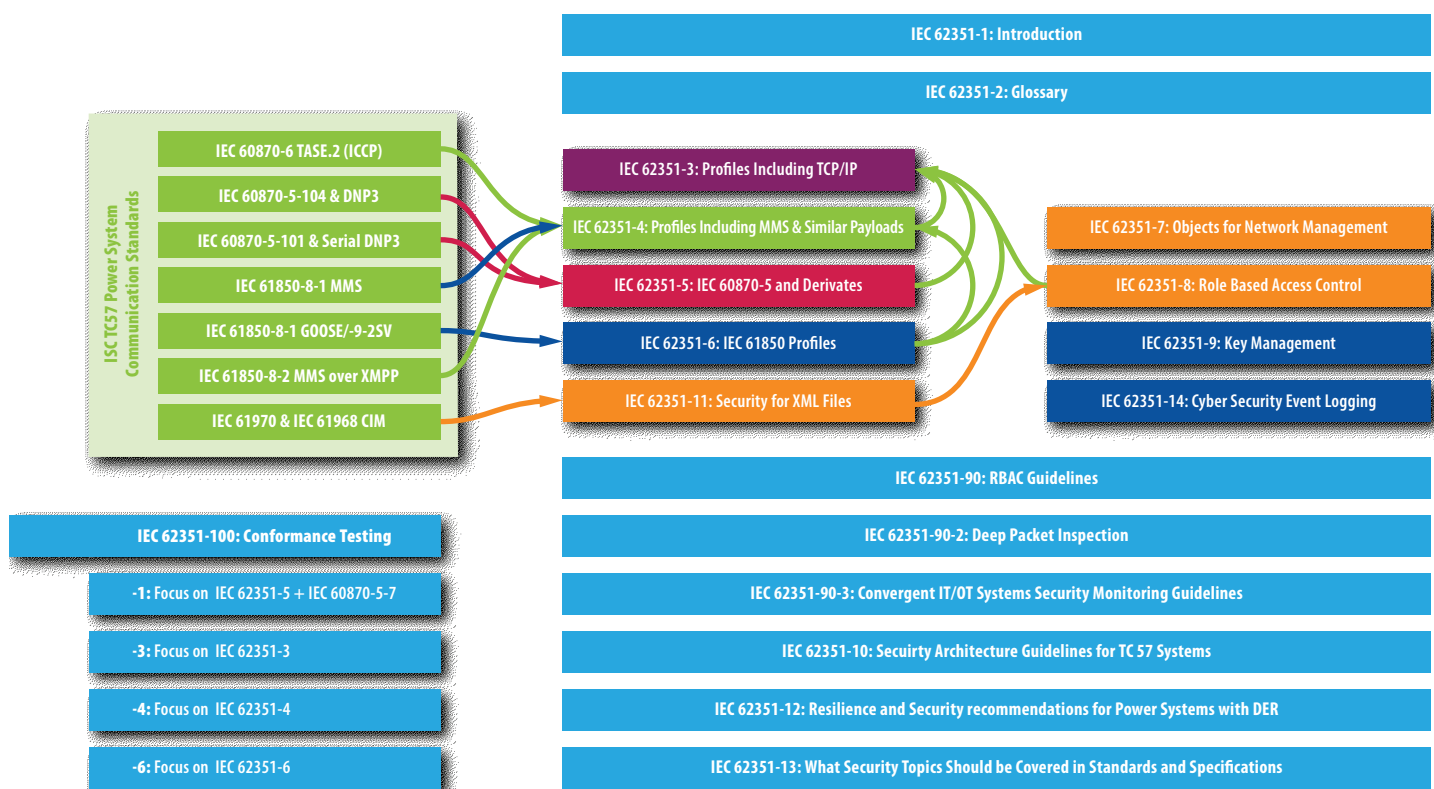 IEC 62351-1: Introduction
IEC 62351-2: Glossary
ISC TC57 Power System
Communication Standards
IEC 60870-6 TASE.2 (ICCP)
IEC 60870-5-104 & DNP3
IEC 60870-5-101 & Serial DNP3
IEC 61850-8-1 MMS
IEC 61850-8-1 GOOSE/-9-2SV
IEC 61850-8-2 MMS over XMPP
IEC 61970 & IEC 61968 CIM
IEC 62351-3: Profiles Including TCP/IP
IEC 62351-4: Profiles Including MMS & Similar Payloads
IEC 62351-5: IEC 60870-5 and Derivates
IEC 62351-6: IEC 61850 Profiles
IEC 62351-11: Security for XML Files
IEC 62351-7: Objects for Network Management
IEC 62351-8: Role Based Access Control
IEC 62351-9: Key Management
IEC 62351-14: Cyber Security Event Logging
IEC 62351-100: Conformance Testing
-1: Focus on IEC 62351-5 + IEC 60870-5-7
-3: Focus on IEC 62351-3
-4: Focus on IEC 62351-4
-6: Focus on IEC 62351-6
IEC 62351-90: RBAC Guidelines
IEC 62351-90-2: Deep Packet Inspection
IEC 62351-90-3: Convergent IT/OT Systems Security Monitoring Guidelines
IEC 62351-10: Secuirty Architecture Guidelines for TC 57 Systems
IEC 62351-12: Resilience and Security recommendations for Power Systems with DER
IEC 62351-13: What Security Topics Should be Covered in Standards and Specifications